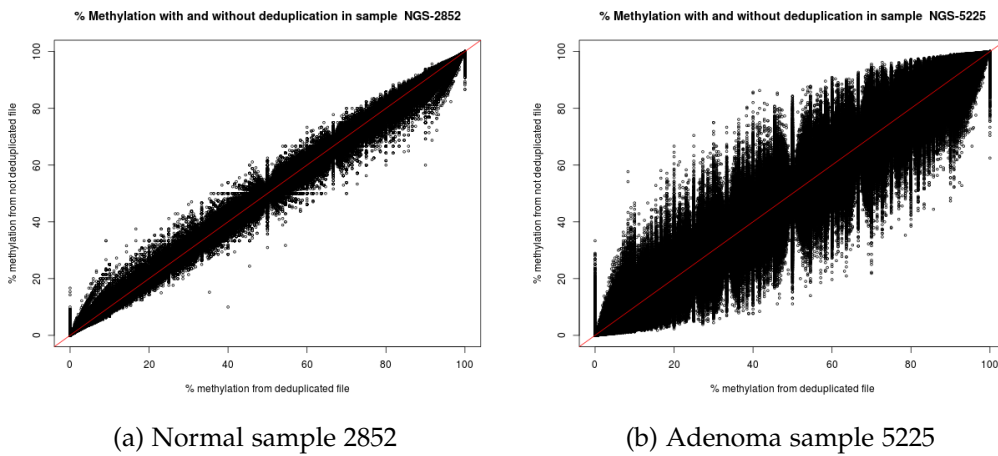 % Methylation with and without deduplication in sample NGS-2852
% methylation from not deduplicated file
100
80
60
40
20
0
0 20 40 60 80 100
% methylation from deduplicated file
(a) Normal sample 2852
% Methylation with and without deduplication in sample NGS-5225
% methylation from not deduplicated file
100
80
60
40
20
0
0 20 40 60 80 100
% methylation from deduplicated file
(b) Adenoma sample 5225